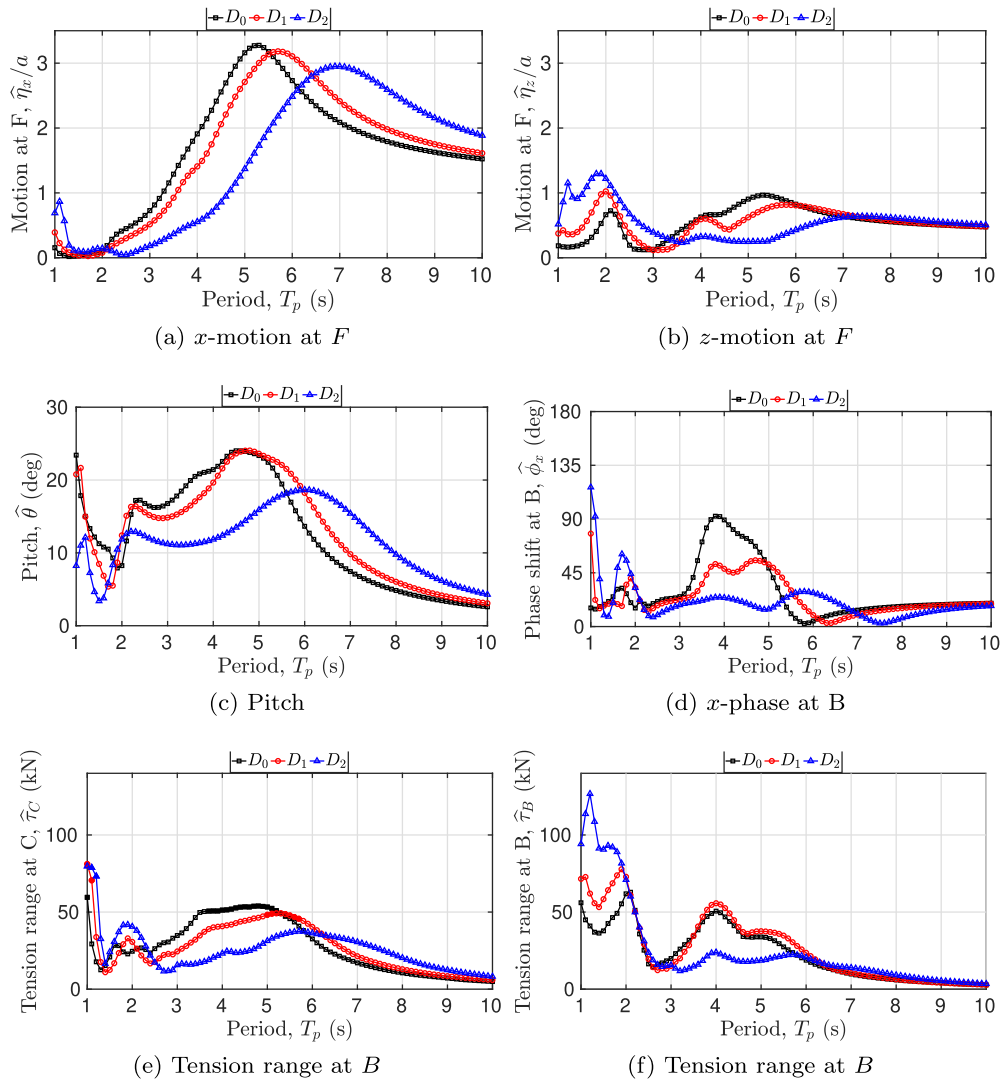 D0 D1 D2
D0 D1 D2
Motion at F, η̂x/a
3
2
1
0
1 2 3 4 5 6 7 8 9 10
Period, Tp (s)
(a) x-motion at F
Motion at F, η̂z/a
3
2
1
0
1 2 3 4 5 6 7 8 9 10
Period, Tp (s)
(b) z-motion at F
D0 D1 D2
Pitch, θ̂ (deg)
30
20
10
0
1 2 3 4 5 6 7 8 9 10
Period, Tp (s)
(c) Pitch
D0 D1 D2
Phase shift at B, ϕ̂x (deg)
180
135
90
45
0
1 2 3 4 5 6 7 8 9 10
Period, Tp (s)
(d) x-phase at B
D0 D1 D2
Tension range at C, τ̂C (kN)
100
50
0
1 2 3 4 5 6 7 8 9 10
Period, Tp (s)
(e) Tension range at B
D0 D1 D2
Tension range at B, τ̂B (kN)
100
50
0
1 2 3 4 5 6 7 8 9 10
Period, Tp (s)
(f) Tension range at B